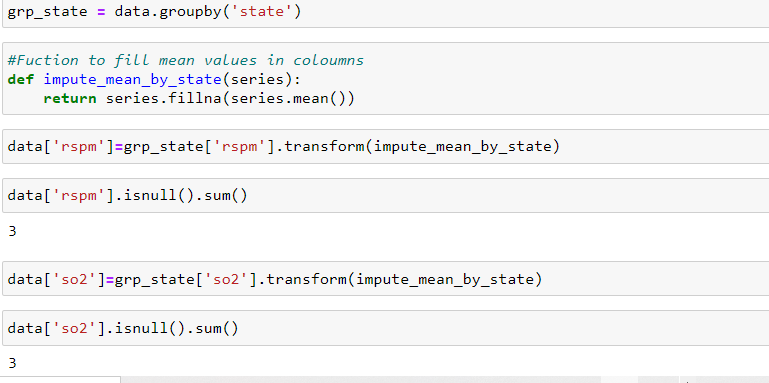 grp_state = data.groupby('state')
#Fuction to fill mean values in coloumns
def impute_mean_by_state(series):
    return series.fillna(series.mean())
data['rspm']=grp_state['rspm'].transform(impute_mean_by_state)
data['rspm'].isnull().sum()
3
data['so2']=grp_state['so2'].transform(impute_mean_by_state)
data['so2'].isnull().sum()
3